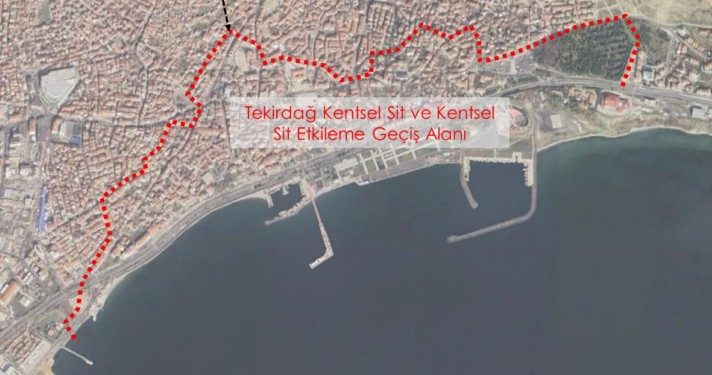 Tekirdağ Kentsel Sit ve Kentsel
Sit Etkileme Geçiş Alanı